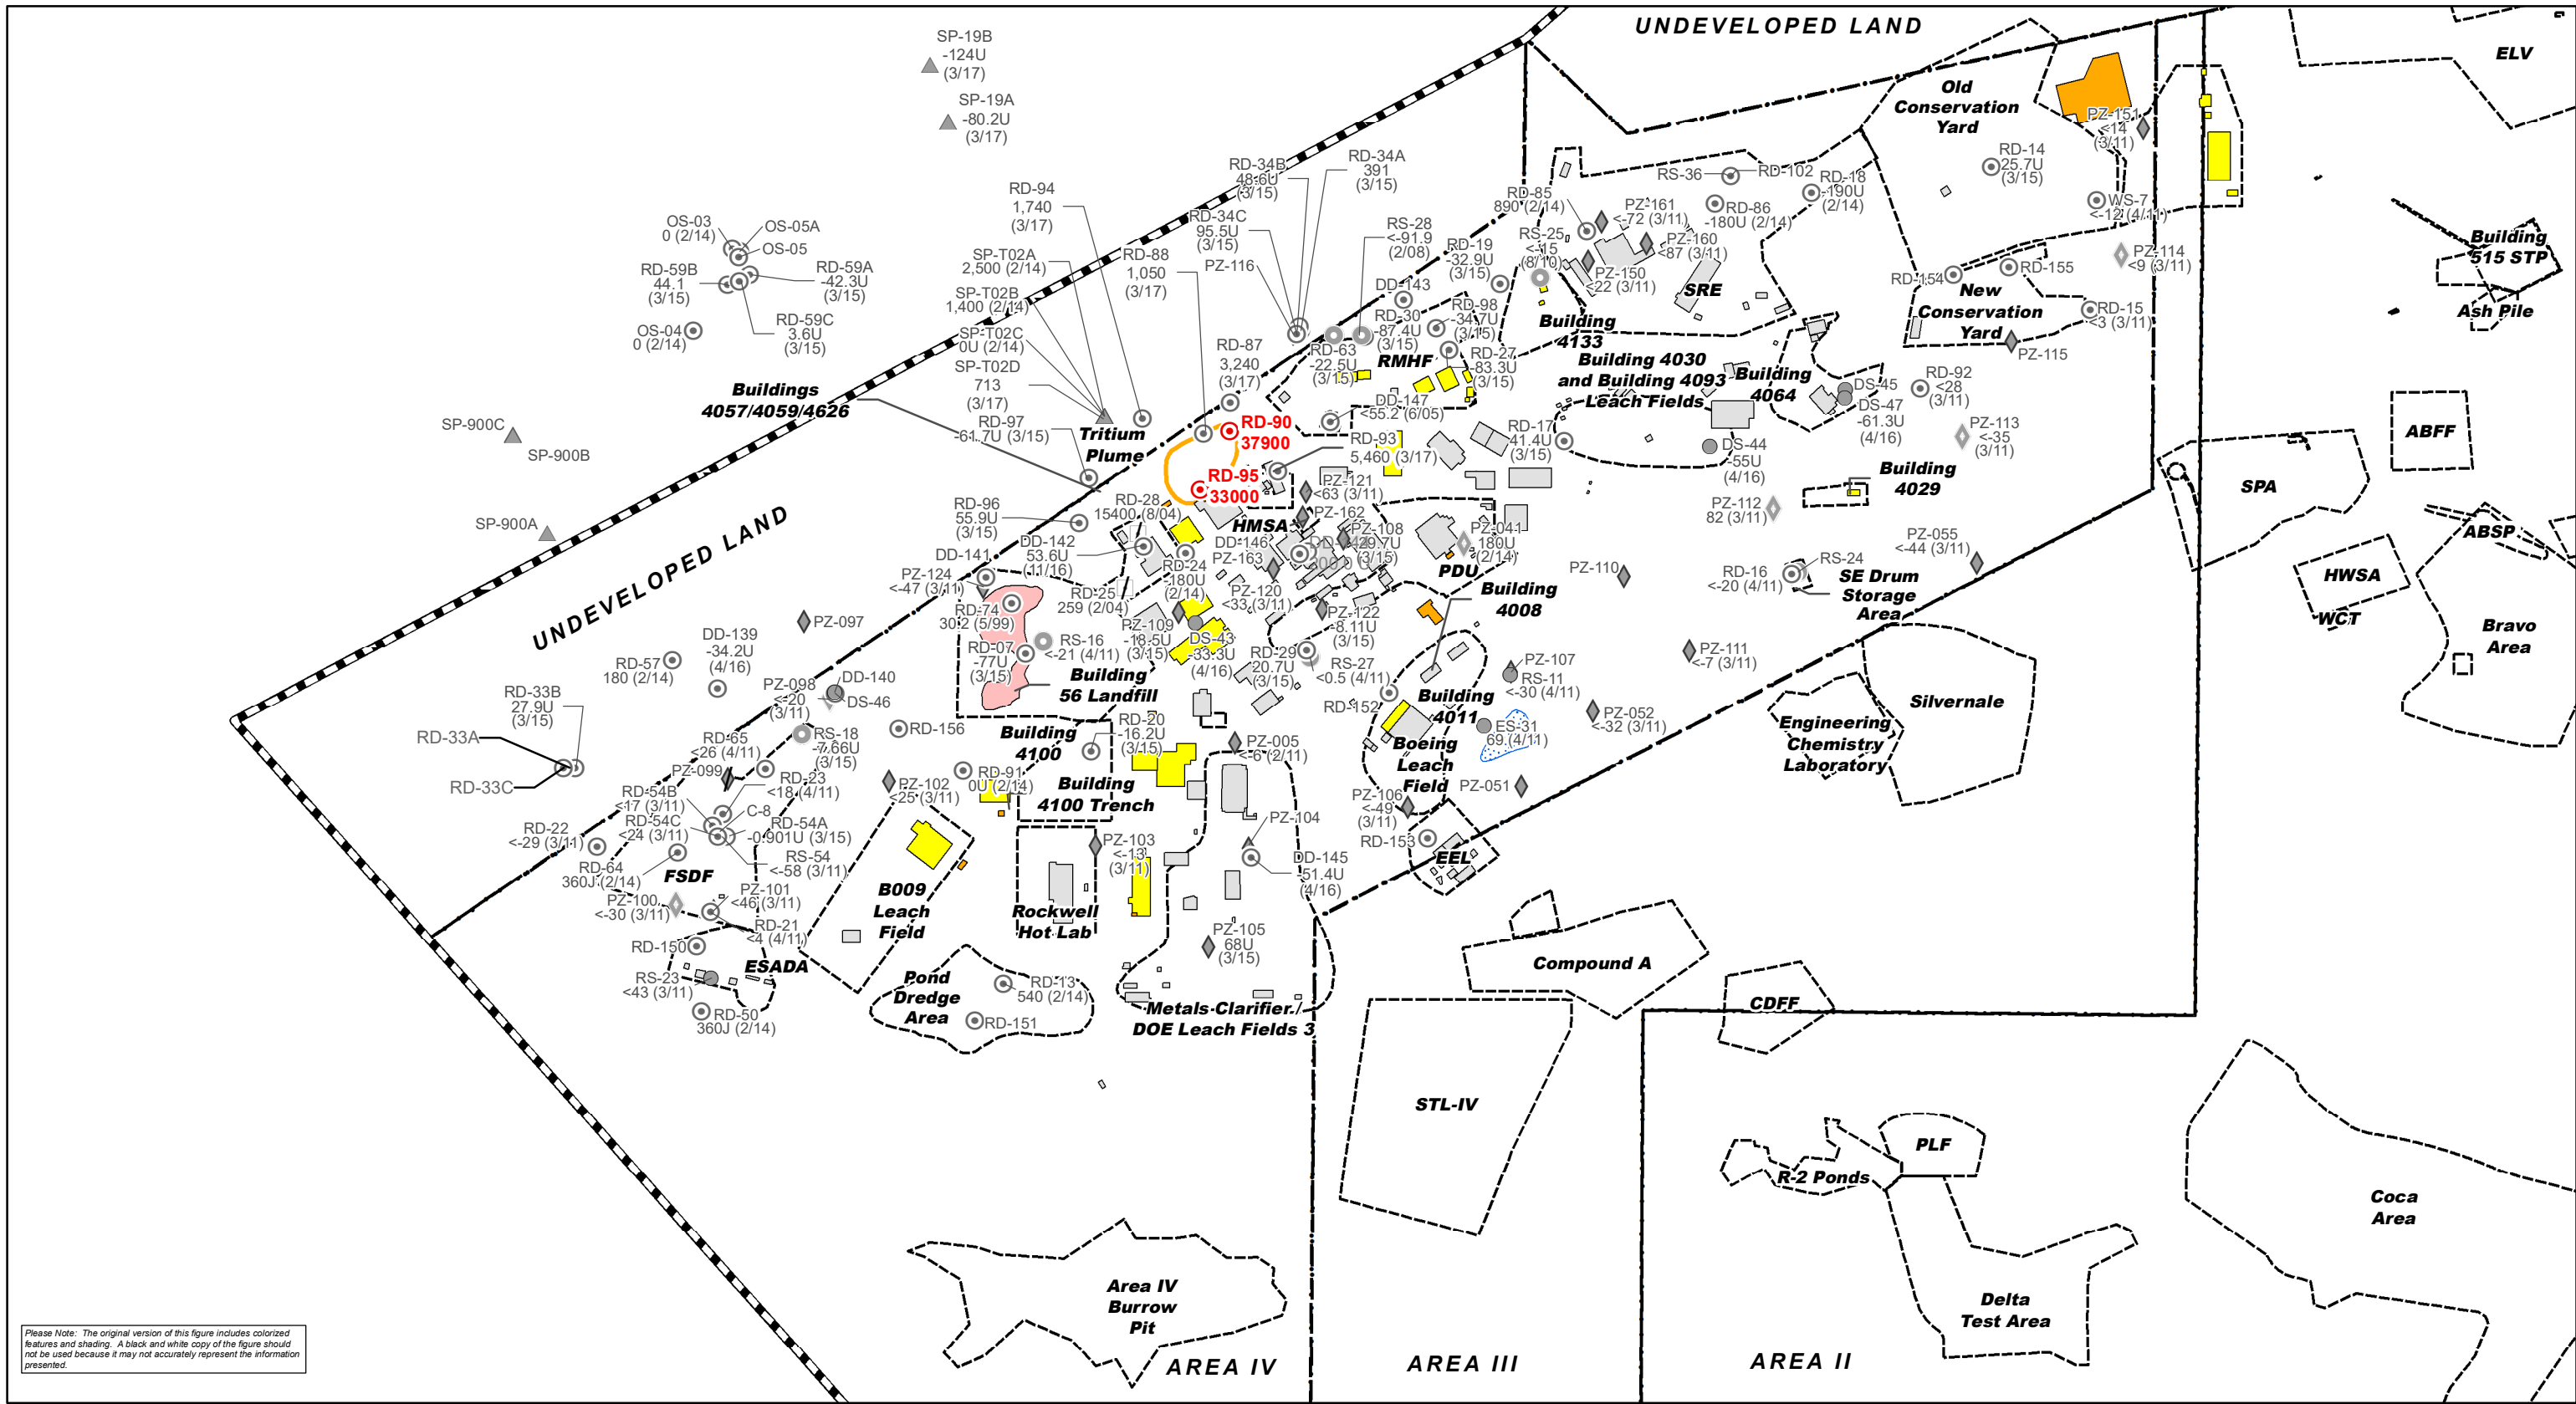 UNDEVELOPED LAND
SP-19B
-124U
(3/17)
SP-19A
-80.2U
(3/17)
ELV
Old
Conservation
Yard
PZ-151
<14
(3/11)
RD-14
25.7U
(3/15)
WS-7
<-12 (4/11)
PZ-114
<9 (3/11)
RD-34B
48.6U
(3/15)
RD-34A
391
(3/15)
RD-94
1,740
(3/17)
RD-34C
95.5U
(3/15)
RS-28
<-91.9
(2/08)
RD-19
-32.9U
(3/15)
RS-25
<-15
(8/10)
RD-85
890 (2/14)
PZ-161
<-72 (3/11)
PZ-160
<87 (3/11)
PZ-150
<22 (3/11)
RS-36
RD-102
RD-86
-180U (2/14)
RD-18
-190U
(2/14)
SRE
Building
515 STP
Ash Pile
RD-154
RD-155
New
Conservation
Yard
RD-15
<3 (3/11)
PZ-115
OS-03
0 (2/14)
OS-05A
OS-05
RD-59B
44.1
(3/15)
RD-59A
-42.3U
(3/15)
RD-59C
3.6U
(3/15)
OS-04
0 (2/14)
SP-T02A
2,500 (2/14)
SP-T02B
1,400 (2/14)
SP-T02C
0U (2/14)
SP-T02D
713
(3/17)
RD-97
-61.7U (3/15)
RD-88
1,050
(3/17)
PZ-116
RD-87
3,240
(3/17)
DD-143
RD-30
-87.4U
(3/15)
RD-98
-34.7U
(3/15)
RD-63
-22.5U
(3/15)
RMHF
RD-27
-83.3U
(3/15)
Building
4133
Building 4030
and Building 4093
Leach Fields
Building
4064
DS-45
DS-47
-61.3U
(4/16)
RD-92
<28
(3/11)
PZ-113
<-35
(3/11)
Buildings
4057/4059/4626
Tritium
Plume
RD-90
37900
RD-95
33000
DD-147
<55.2 (6/05)
RD-93
5,460 (3/17)
RD-17
41.4U
(3/15)
DS-44
-55U
(4/16)
Building
4029
ABFF
SPA
SP-900C
SP-900B
SP-900A
RD-96
55.9U
(3/15)
RD-28
15400 (8/04)
PZ-121
<63 (3/11)
PZ-162
HMSA
PZ-108
(3/15)
PZ-041
180U
(2/14)
PDU
PZ-112
82 (3/11)
PZ-055
<-44 (3/11)
ABSP
HWSA
WCT
Bravo
Area
DD-141
DD-142
53.6U
(11/16)
RD-24
-180U
(2/14)
DD-146
PZ-163
PZ-120
<33 (3/11)
PZ-110
RD-16
<-20 (4/11)
RS-24
SE Drum
Storage
Area
Building
4008
UNDEVELOPED LAND
PZ-124
<-47 (3/11)
RD-74
30.2 (5/99)
RD-25
259 (2/04)
PZ-109
-18.5U
(3/15)
DS-43
-33.3U
(4/16)
PZ-122
-8.11U
(3/15)
RD-29
20.7U
(3/15)
RS-27
<0.5 (4/11)
PZ-097
DD-139
-34.2U
(4/16)
RD-57
180 (2/14)
RD-33B
27.9U
(3/15)
RD-33A
RD-33C
RD-07
-77U
(3/15)
RS-16
<-21 (4/11)
Building
56 Landfill
PZ-107
RS-11
<-30 (4/11)
PZ-111
<-7 (3/11)
PZ-052
<-32 (3/11)
Silvernale
Engineering
Chemistry
Laboratory
PZ-098
<-20
(3/11)
DD-140
DS-46
RS-18
-7.66U
(3/15)
RD-65
<26 (4/11)
PZ-099
RD-23
<18 (4/11)
RD-156
Building
4100
RD-20
-16.2U
(3/15)
PZ-005
<-6 (2/11)
RD-152
Building
4011
ES-31
69 (4/11)
Boeing
Leach
Field
PZ-051
PZ-106
<-49
(3/11)
RD-153
EEL
RD-91
0U (2/14)
PZ-102
<25 (3/11)
Building
4100 Trench
RD-54B
<17 (3/11)
RD-54C
<24 (3/11)
C-8
RD-54A
-0.901U (3/15)
RS-54
<-58 (3/11)
RD-22
<-29 (3/11)
RD-64
360J (2/14)
FSDF
PZ-100
<-30 (3/11)
PZ-101
<46 (3/11)
RD-21
<4 (4/11)
RD-150
RS-23
<43 (3/11)
ESADA
RD-50
360J (2/14)
B009
Leach
Field
Rockwell
Hot Lab
PZ-103
<-13
(3/11)
PZ-104
DD-145
-51.4U
(4/16)
PZ-105
68U
(3/15)
Pond
Dredge
Area
RD-13
540 (2/14)
RD-151
Metals Clarifier /
DOE Leach Fields 3
Compound A
CDFF
STL-IV
PLF
R-2 Ponds
Coca
Area
Delta
Test Area
Area IV
Burrow
Pit
AREA IV
AREA III
AREA II
Please Note: The original version of this figure includes colorized
features and shading. A black and white copy of the figure should
not be used because it may not accurately represent the information
presented.